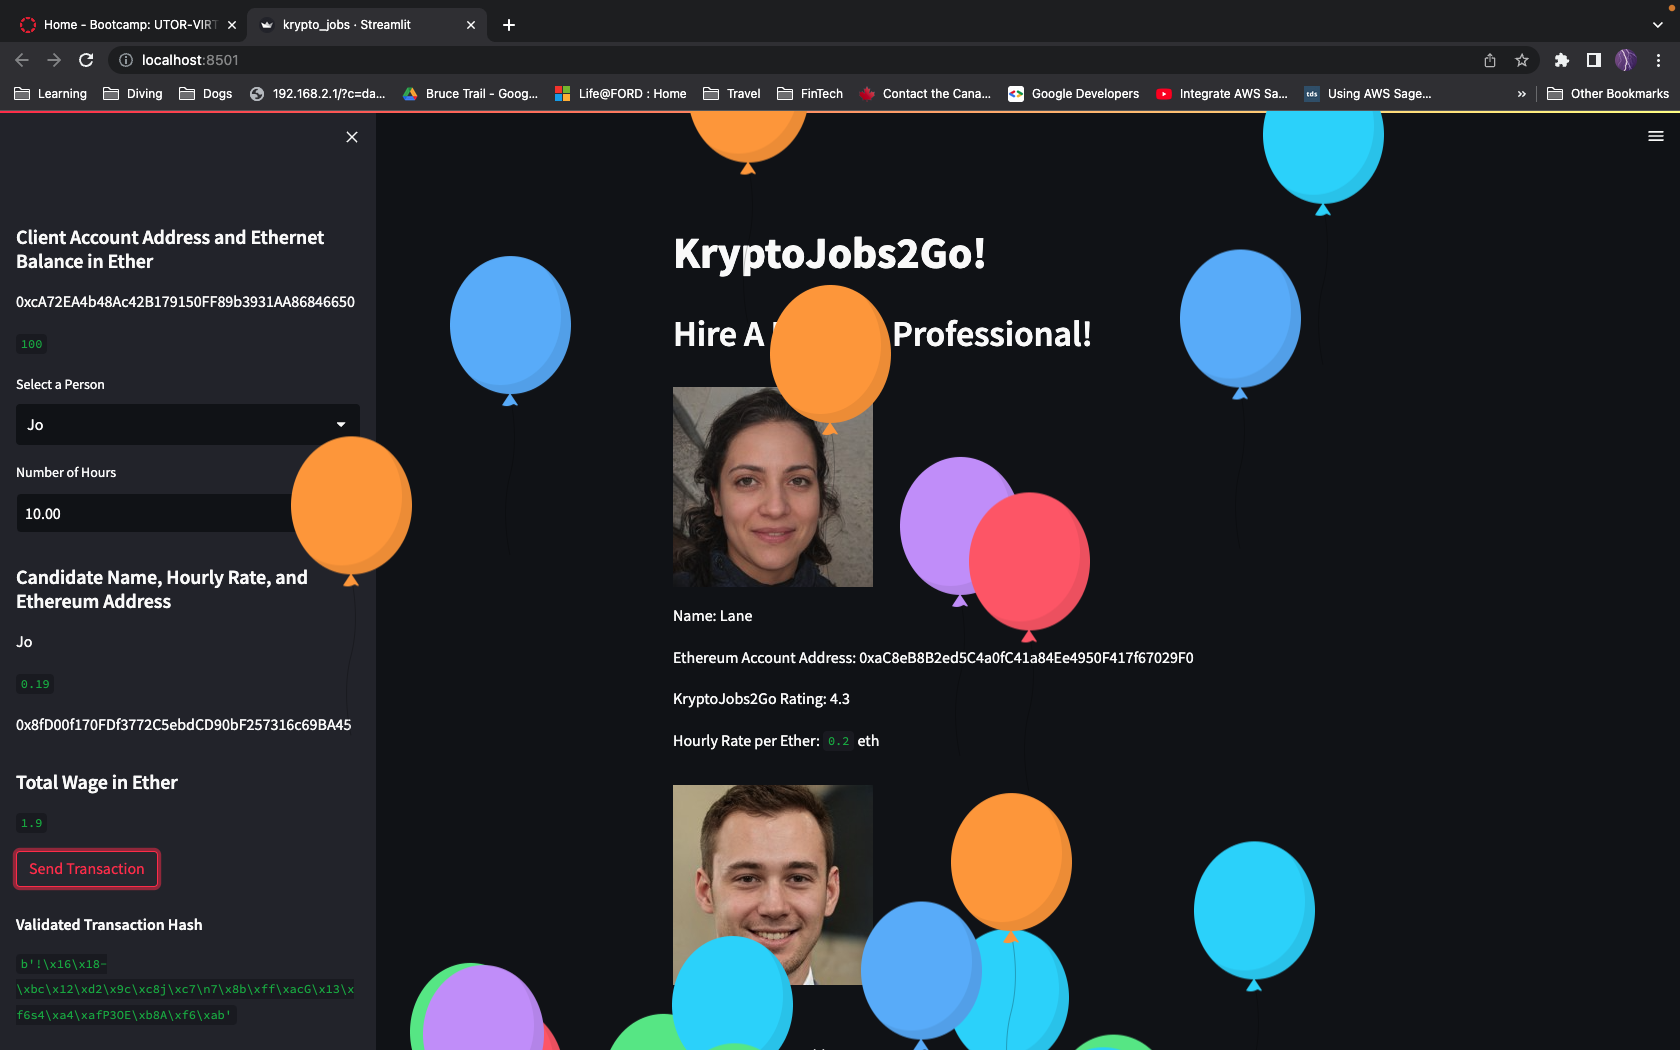 Home - Bootcamp: UTOR-VIRT
krypto_jobs · Streamlit
localhost:8501
Learning
Diving
Dogs
192.168.2.1/?c=da...
Bruce Trail - Goog...
Life@FORD : Home
Travel
FinTech
Contact the Cana...
Google Developers
Integrate AWS Sa...
tds
Using AWS Sage...
»
Other Bookmarks
Client Account Address and Ethernet
Balance in Ether
0xcA72EA4b48Ac42B179150FF89b3931AA86846650
100
Select a Person
Jo
Number of Hours
10.00
Candidate Name, Hourly Rate, and
Ethereum Address
Jo
0.19
0x8fD00f170FDf3772C5ebdCD90bF257316c69BA45
Total Wage in Ether
1.9
Send Transaction
Validated Transaction Hash
b'!\x16\x18-
\xbc\x12\xd2\x9c\xc8j\xc7\n7\x8b\xff\xacG\x13\x
f6s4\xa4\xafP3OE\xb8A\xf6\xab'
KryptoJobs2Go!
Hire A Professional!
Name: Lane
Ethereum Account Address: 0xaC8eB8B2ed5C4a0fC41a84Ee4950F417f67029F0
KryptoJobs2Go Rating: 4.3
Hourly Rate per Ether: 0.2 eth